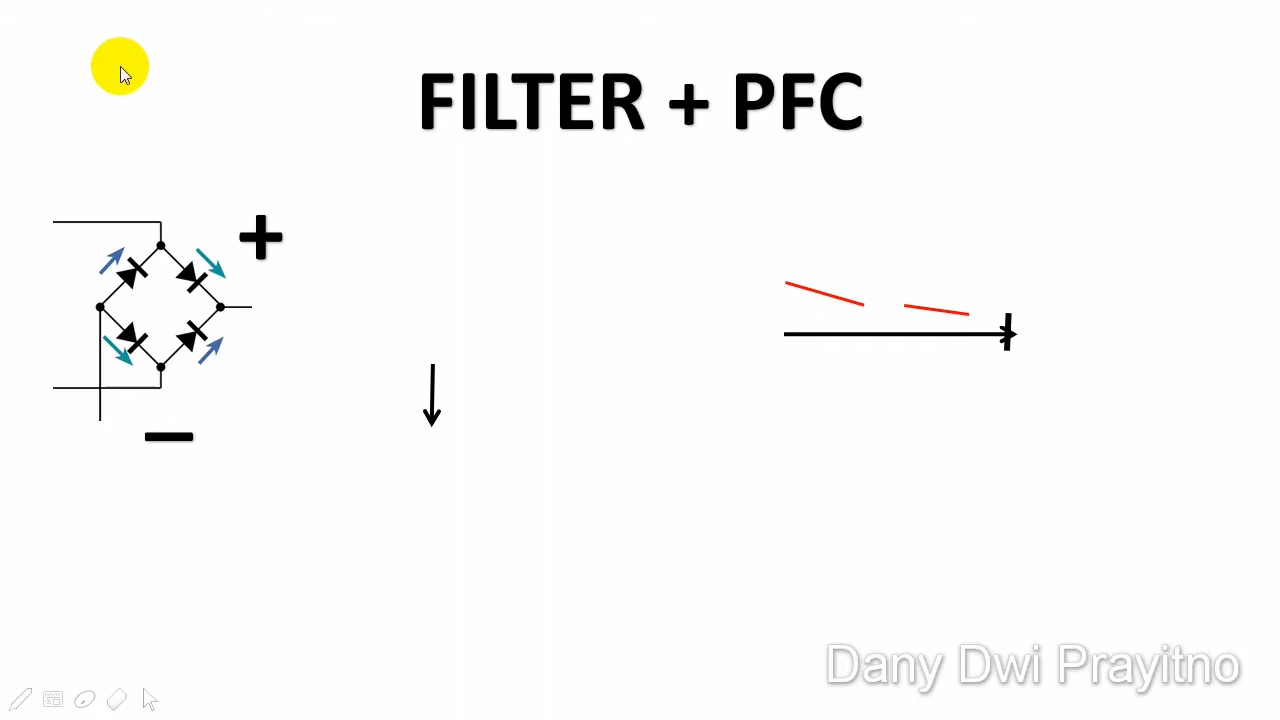 FILTER + PFC
+
−
Dany Dwi Prayitno